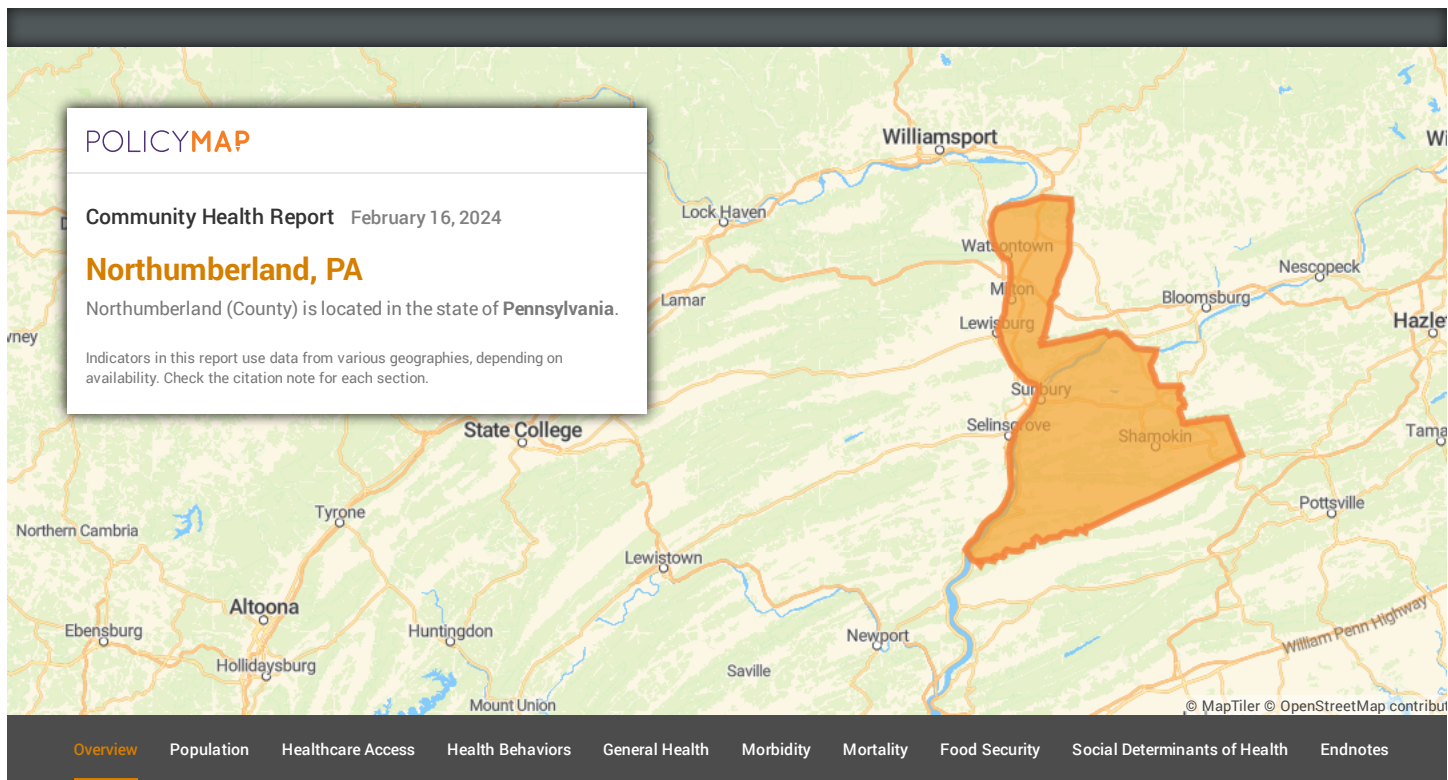 POLICYMAP
Community Health Report February 16, 2024
Northumberland, PA
Northumberland (County) is located in the state of Pennsylvania.
Indicators in this report use data from various geographies, depending on
availability. Check the citation note for each section.
Williamsport
Lock Haven
Watsontown
Nescopeck
Milton
Lamar
Bloomsburg
Lewisburg
Hazle
wney
Sunbury
Selinsgrove
State College
Shamokin
Tama
Pottsville
Tyrone
Northern Cambria
Lewistown
Altoona
Ebensburg
Huntingdon
Newport
William Penn Highway
Hollidaysburg
Saville
Mount Union
© MapTiler © OpenStreetMap contribut
Overview Population Healthcare Access Health Behaviors General Health Morbidity Mortality Food Security Social Determinants of Health Endnotes